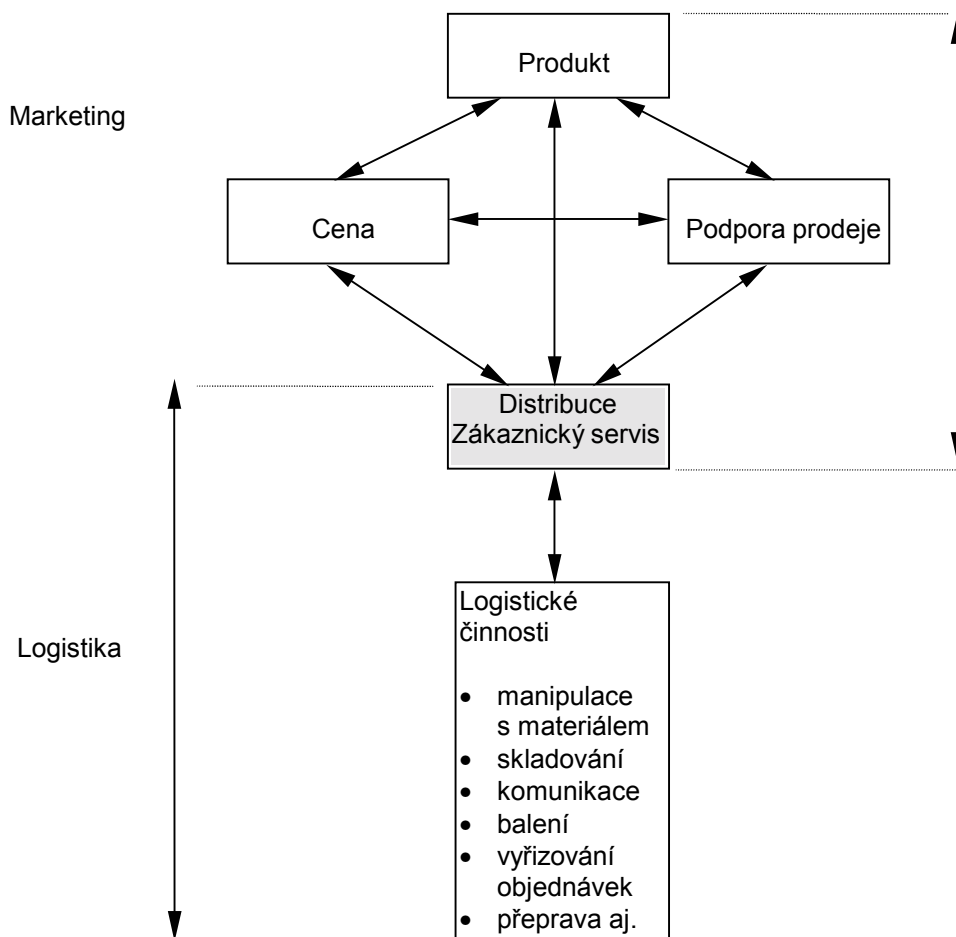 Produkt
Marketing
Cena
Podpora prodeje
Distribuce
Zákaznický servis
Logistické
činnosti
Logistika
• manipulace
s materiálem
• skladování
• komunikace
• balení
• vyřizování
objednávek
• přeprava aj.